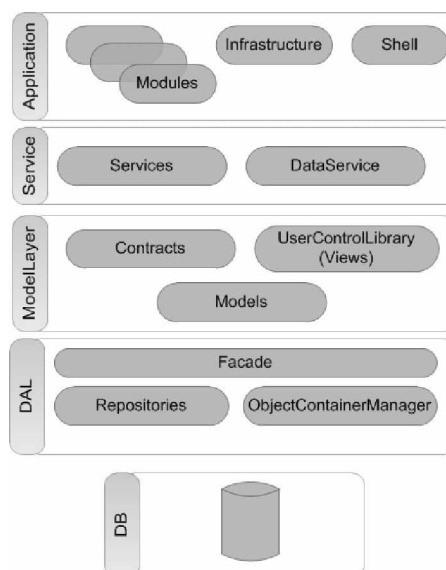 Application
Infrastructure
Shell
Modules
Service
Services
DataService
ModelLayer
Contracts
UserControlLibrary
(Views)
Models
DAL
Facade
Repositories
ObjectContainerManager
DB